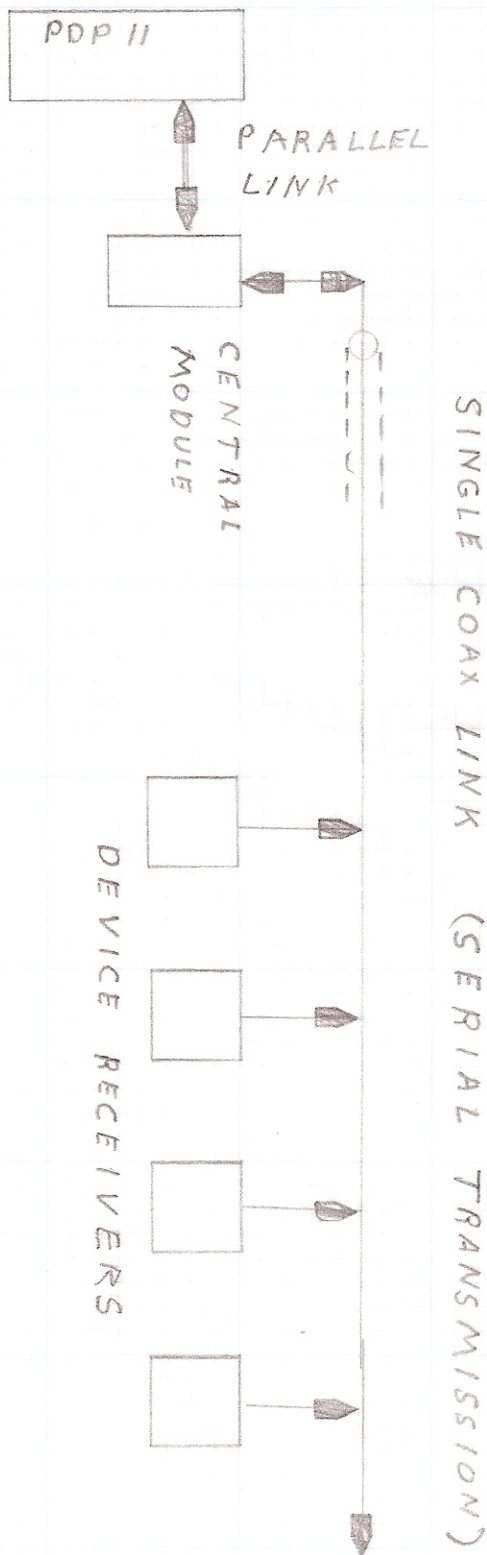 PDP 11
PARALLEL
LINK
CENTRAL
MODULE
SINGLE COAX LINK (SERIAL TRANSMISSION)
DEVICE RECEIVERS